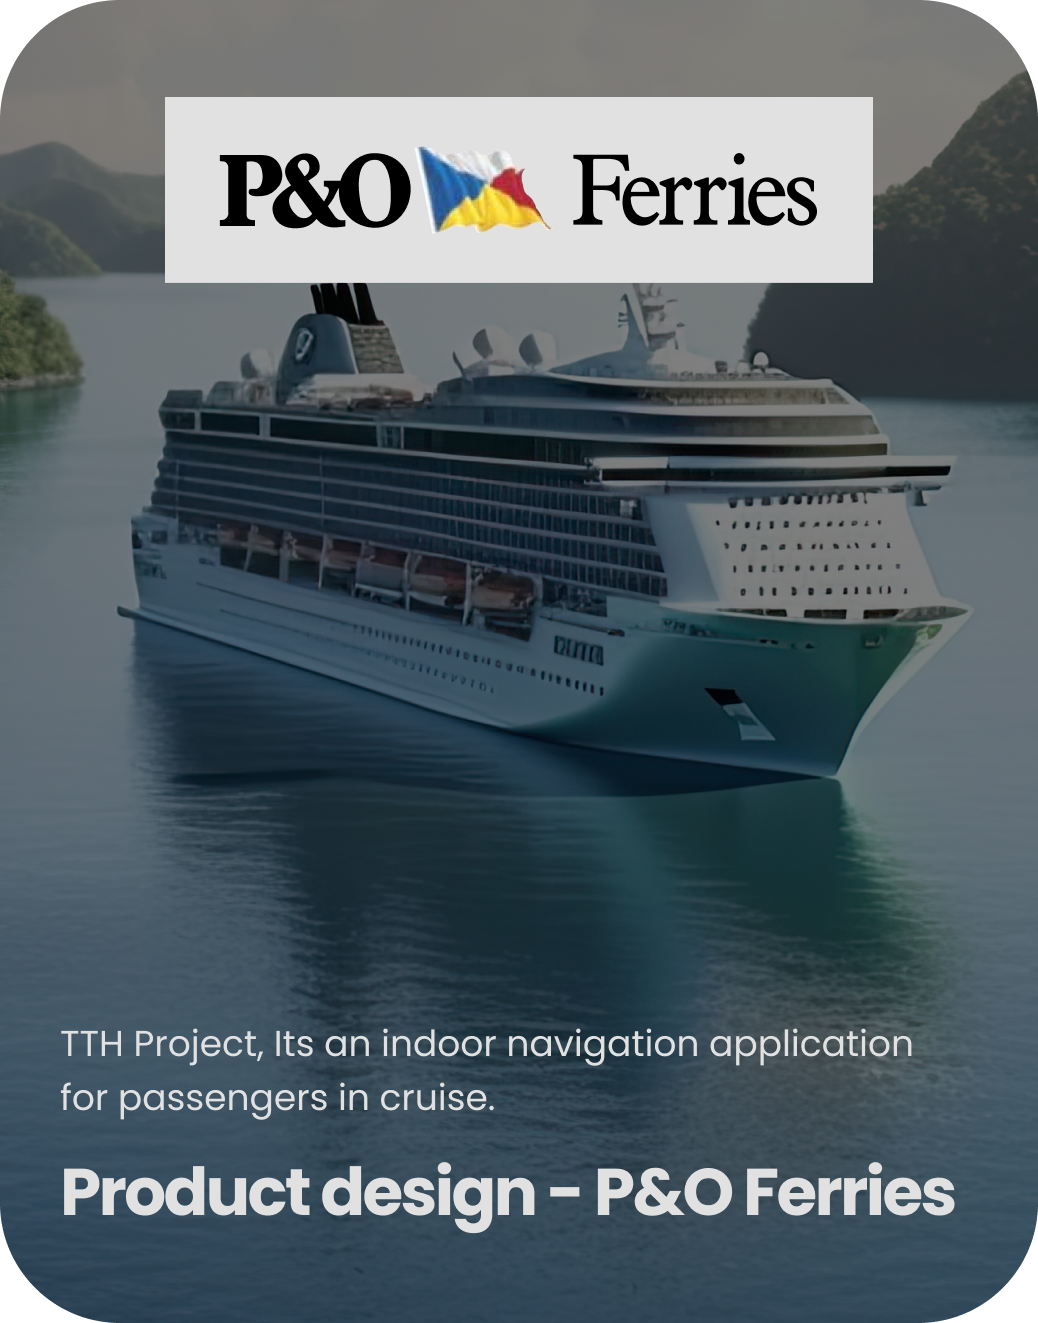 P&O Ferries
TTH Project, Its an indoor navigation application
for passengers in cruise.
Product design - P&O Ferries